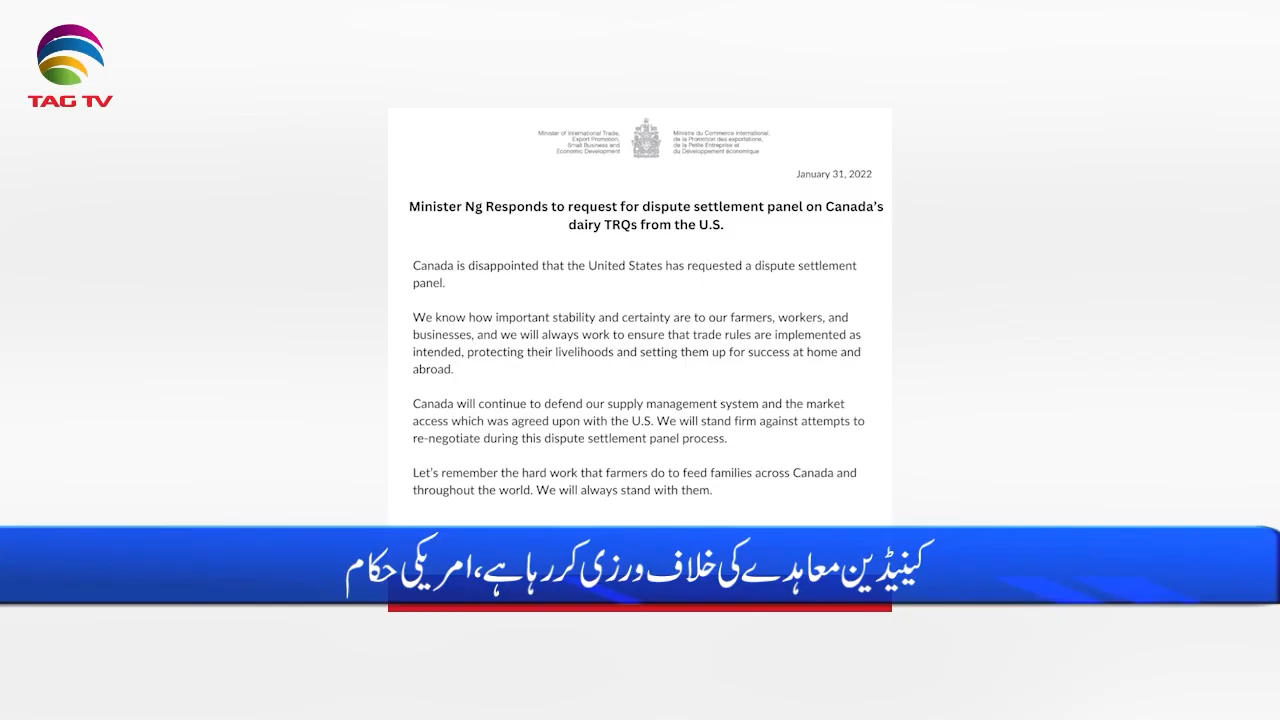 TAG TV
Minister of International Trade,
Export Promotion,
Small Business and
Economic Development
Ministre du Commerce international,
de la Promotion des exportations,
de la Petite Entreprise et
du Développement économique
January 31, 2022
Minister Ng Responds to request for dispute settlement panel on Canada's
dairy TRQs from the U.S.
Canada is disappointed that the United States has requested a dispute settlement
panel.
We know how important stability and certainty are to our farmers, workers, and
businesses, and we will always work to ensure that trade rules are implemented as
intended, protecting their livelihoods and setting them up for success at home and
abroad.
Canada will continue to defend our supply management system and the market
access which was agreed upon with the U.S. We will stand firm against attempts to
re-negotiate during this dispute settlement panel process.
Let's remember the hard work that farmers do to feed families across Canada and
throughout the world. We will always stand with them.
کینیڈین معاہدے کی خلاف ورزی کر رہا ہے، امریکی حکام